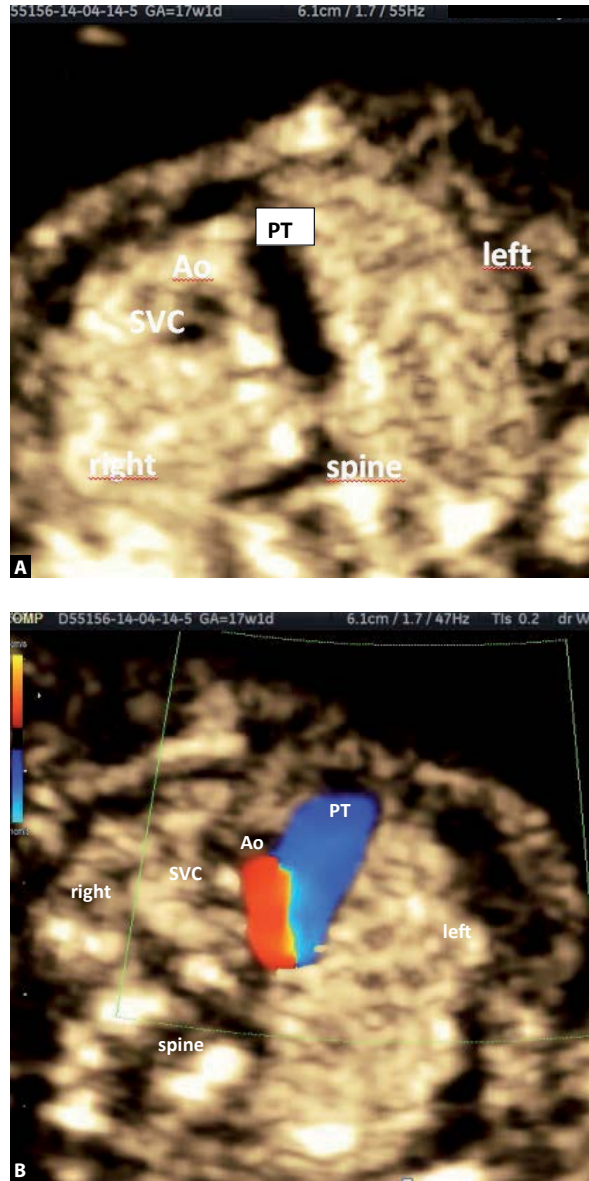 55156-14-04-14-5 GA=17w1d 6.1cm / 1.7 / 55Hz
PT
left
Ao
SVC
right
spine
A
OMP D55156-14-04-14-5 GA=17w1d 6.1cm / 1.7 / 47Hz TIs 0.2 dr W
PT
Ao
SVC
right
left
spine
B